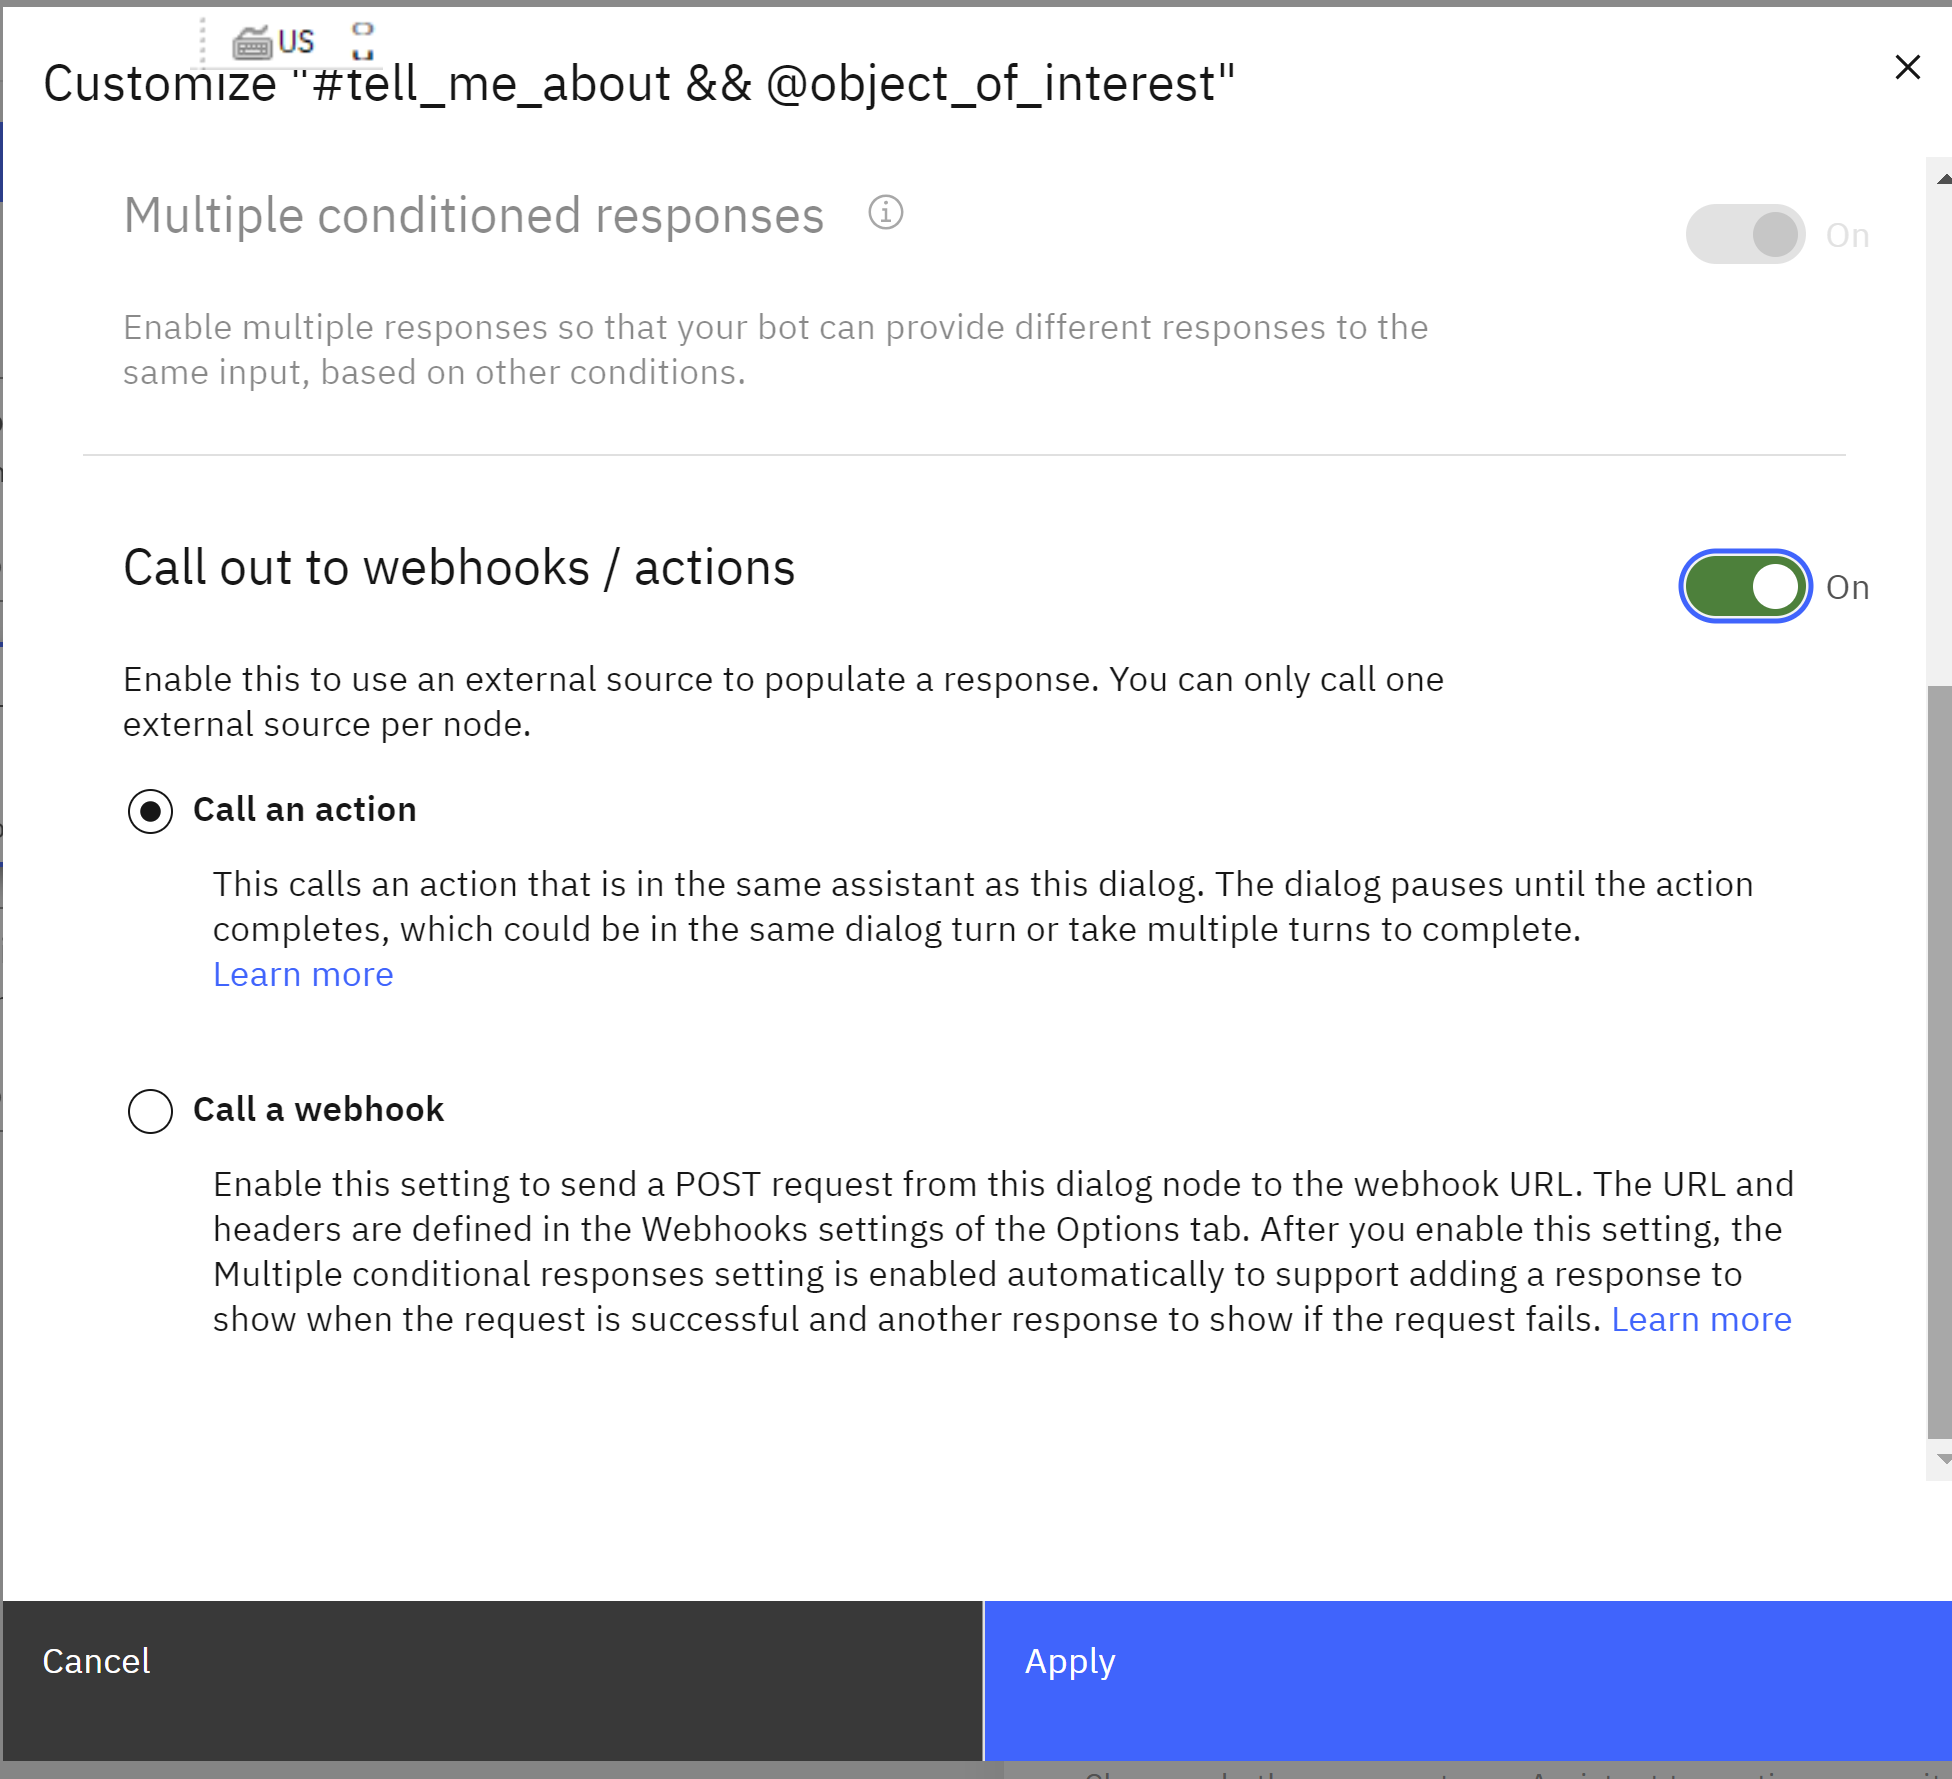 US
Customize "#tell_me_about && @object_of_interest"
Multiple conditioned responses
On
Enable multiple responses so that your bot can provide different responses to the
same input, based on other conditions.
Call out to webhooks / actions
On
Enable this to use an external source to populate a response. You can only call one
external source per node.
Call an action
This calls an action that is in the same assistant as this dialog. The dialog pauses until the action
completes, which could be in the same dialog turn or take multiple turns to complete.
Learn more
Call a webhook
Enable this setting to send a POST request from this dialog node to the webhook URL. The URL and
headers are defined in the Webhooks settings of the Options tab. After you enable this setting, the
Multiple conditional responses setting is enabled automatically to support adding a response to
show when the request is successful and another response to show if the request fails. Learn more
Cancel
Apply